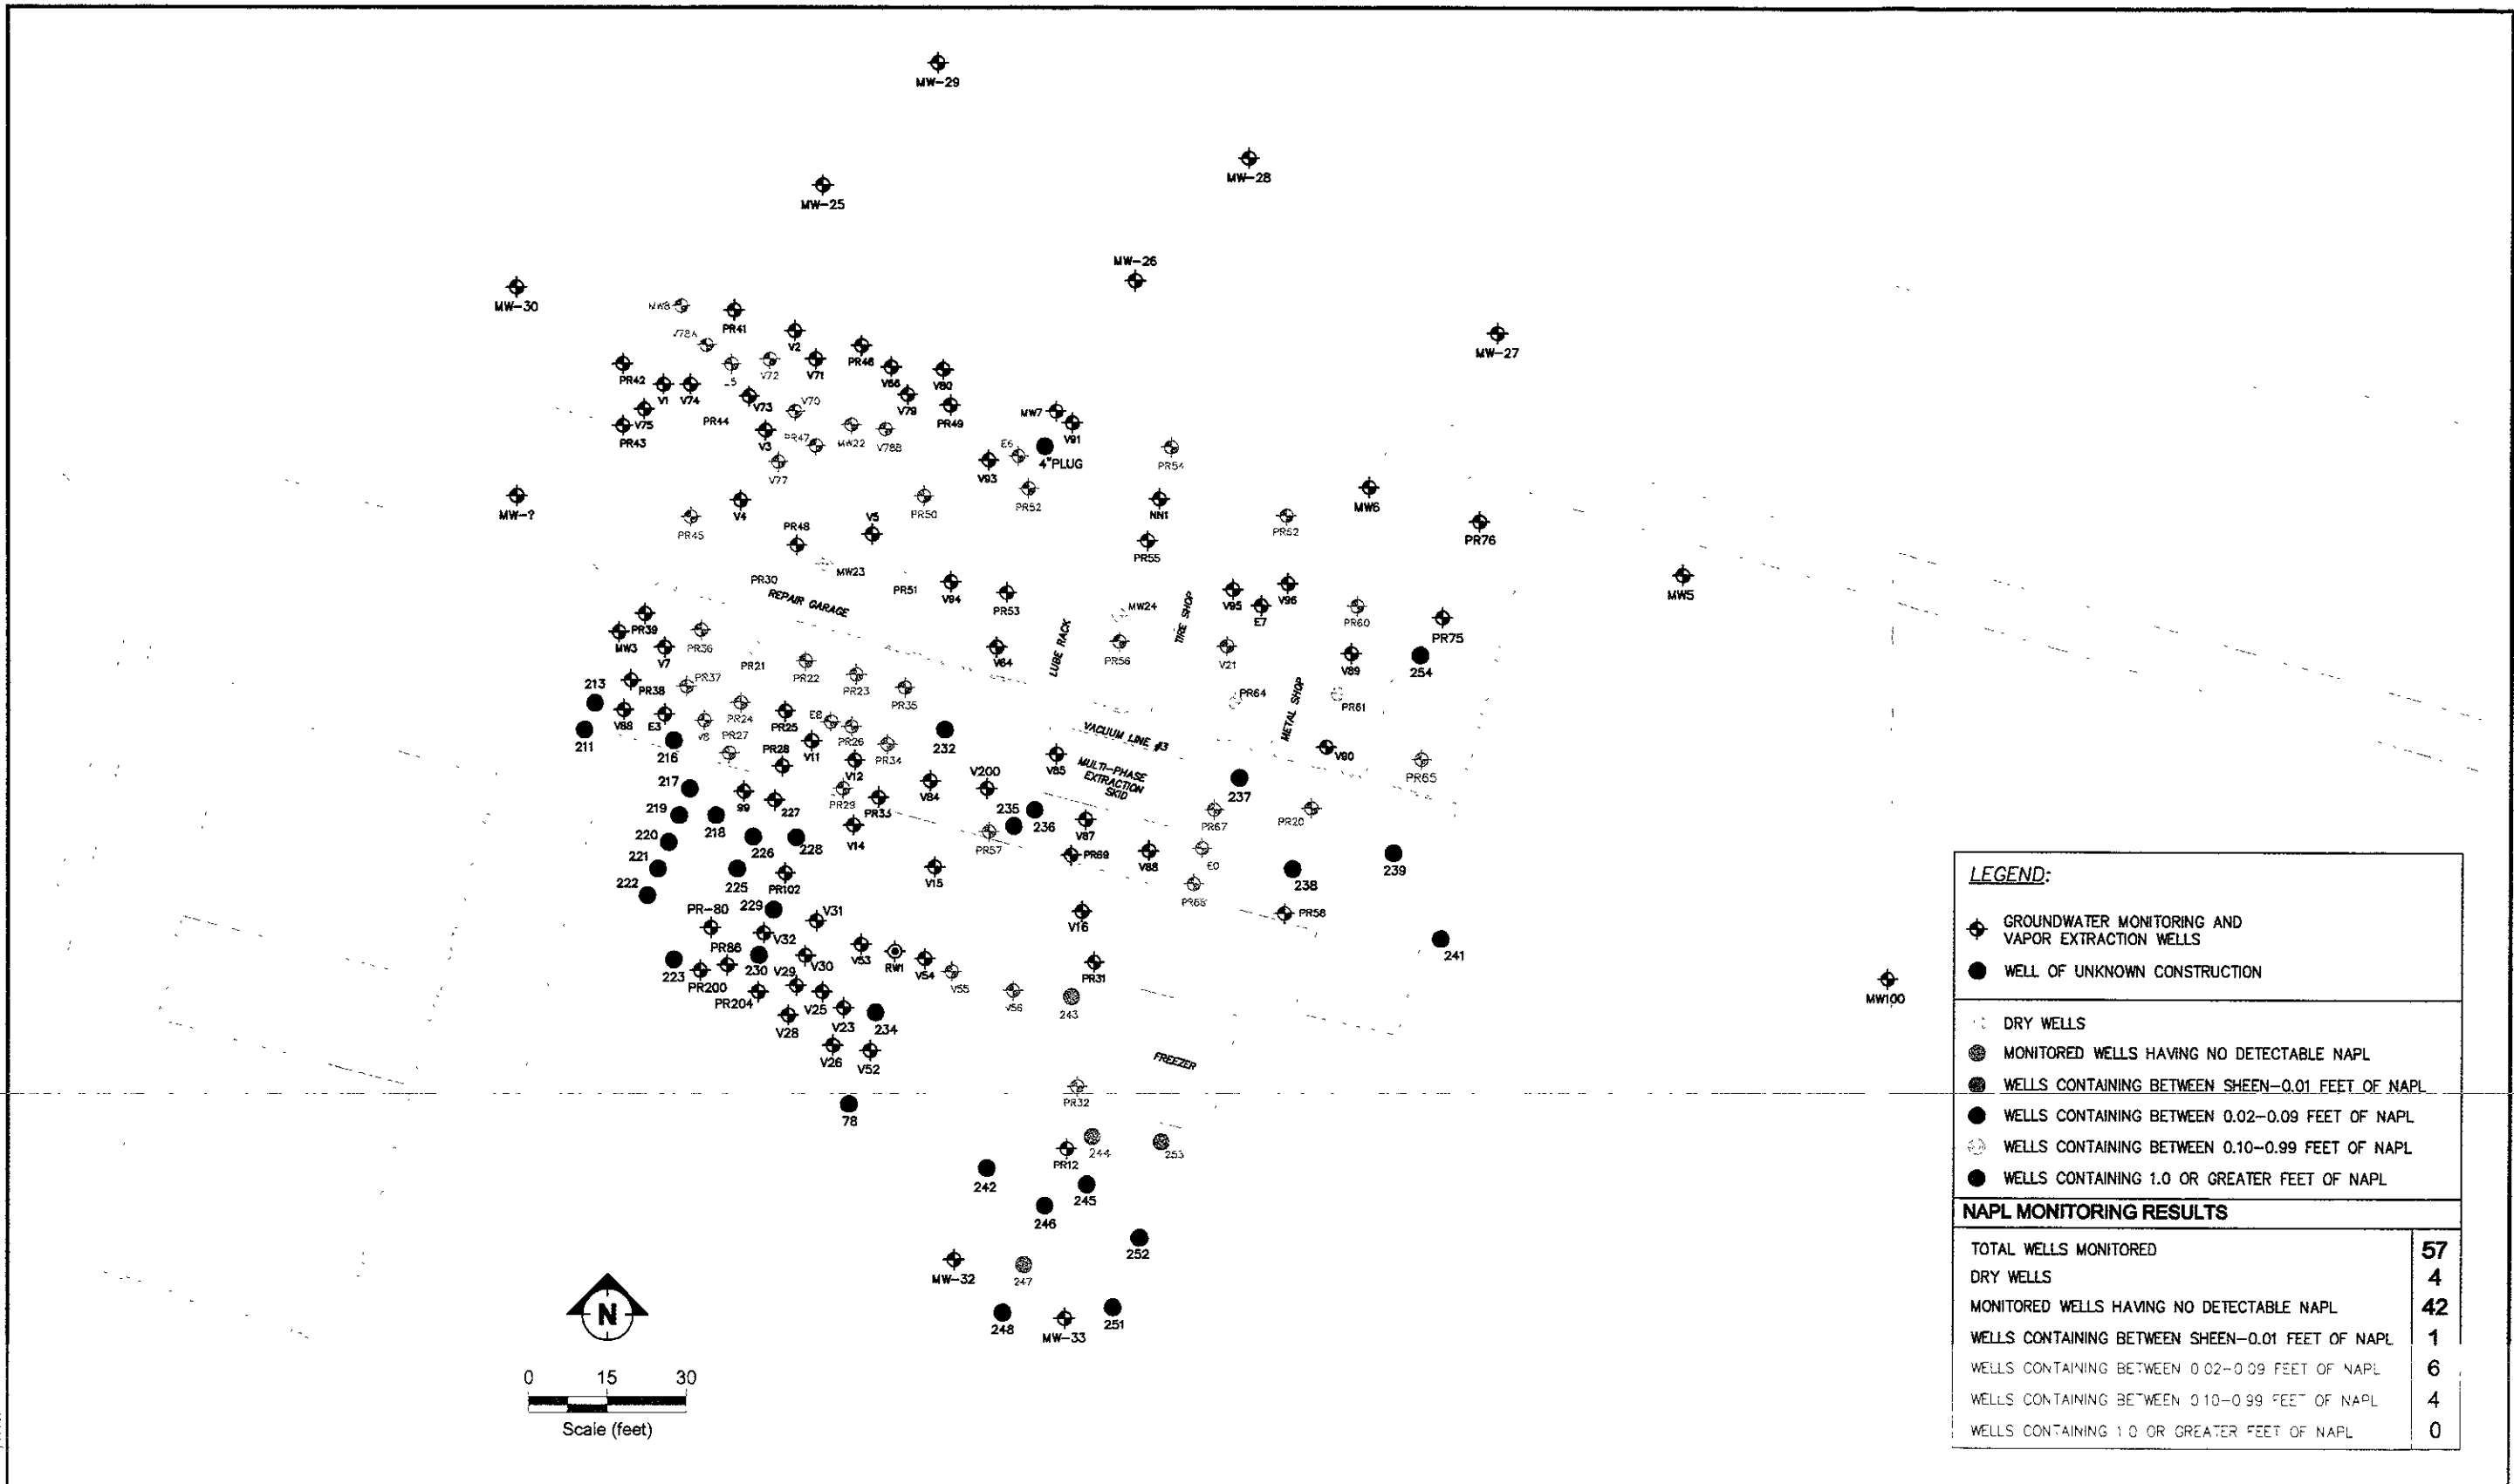 MW-29
MW-28
MW-25
MW-26
MW-30
MW8
PR41
MW-27
V78A
V2
PR42
V72
V71
PR46
V66
V80
V1
V74
V73
V70
V79
MW7
V75
PR44
PR49
PR43
V3
PR47
MW22
V78B
E6
V91
4"PLUG
V77
V93
PR54
MW-?
V4
PR50
PR52
NN1
MW6
PR45
PR48
V5
PR52
PR76
PR55
MW23
PR30
PR51
V94
PR53
MW24
V95
V96
MW5
REPAIR GARAGE
E7
PR39
LUBE RACK
TIRE SHOP
PR60
PR75
MW3
V7
PR36
PR21
PR22
V64
PR56
V21
V89
254
213
PR38
PR37
PR23
PR35
PR64
METAL SHOP
PR61
V88
E3
V8
PR24
PR25
E8
PR26
211
216
PR27
PR28
V11
PR34
232
VACUUM LINE #3
V90
V12
V85
MULTI-PHASE
EXTRACTION
SKID
PR65
217
99
227
PR29
PR33
V84
V200
237
219
218
235
236
V87
PR67
PR20
220
226
228
V14
PR57
221
PR69
V88
E0
239
222
225
PR102
V15
238
PR68
229
V31
PR-80
V16
PR58
V32
PR86
241
223
230
V30
V53
RW1
V54
V55
PR31
PR200
V29
MW100
PR204
V25
V56
243
V28
V23
234
V26
V52
FREEZER
PR32
78
PR12
244
253
242
245
246
252
MW-32
247
248
MW-33
251
N
0 15 30
Scale (feet)
LEGEND:
GROUNDWATER MONITORING AND
VAPOR EXTRACTION WELLS
WELL OF UNKNOWN CONSTRUCTION
DRY WELLS
MONITORED WELLS HAVING NO DETECTABLE NAPL
WELLS CONTAINING BETWEEN SHEEN-0.01 FEET OF NAPL
WELLS CONTAINING BETWEEN 0.02-0.09 FEET OF NAPL
WELLS CONTAINING BETWEEN 0.10-0.99 FEET OF NAPL
WELLS CONTAINING 1.0 OR GREATER FEET OF NAPL
NAPL MONITORING RESULTS
TOTAL WELLS MONITORED 57
DRY WELLS 4
MONITORED WELLS HAVING NO DETECTABLE NAPL 42
WELLS CONTAINING BETWEEN SHEEN-0.01 FEET OF NAPL 1
WELLS CONTAINING BETWEEN 0.02-0.09 FEET OF NAPL 6
WELLS CONTAINING BETWEEN 0.10-0.99 FEET OF NAPL 4
WELLS CONTAINING 1.0 OR GREATER FEET OF NAPL 0